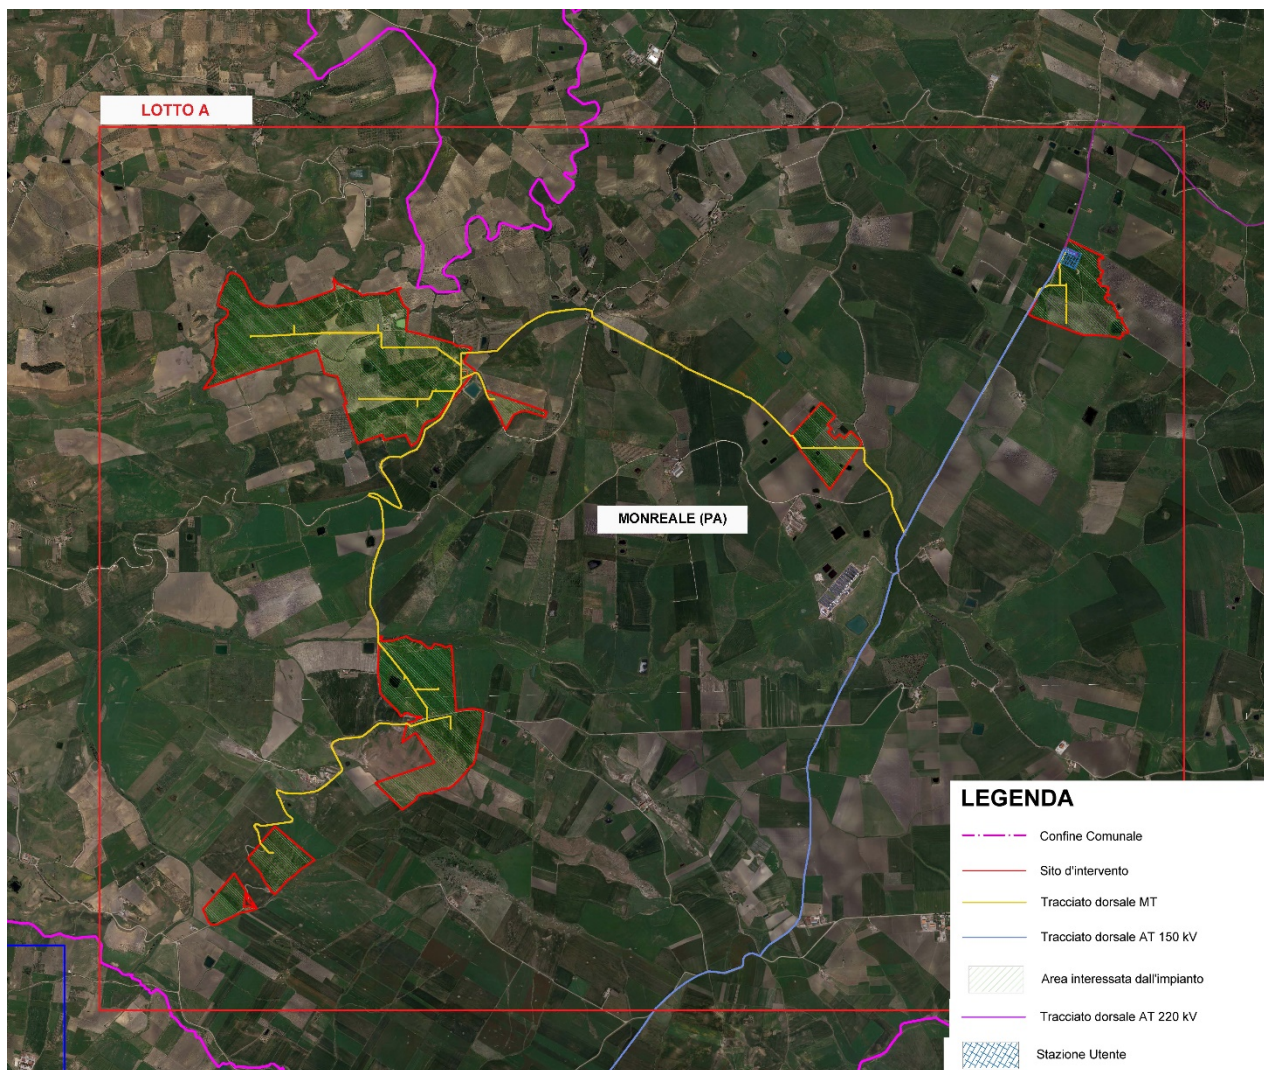 LOTTO A
MONREALE (PA)
LEGENDA
Confine Comunale
Sito d'intervento
Tracciato dorsale MT
Tracciato dorsale AT 150 kV
Area interessata dall'impianto
Tracciato dorsale AT 220 kV
Stazione Utente